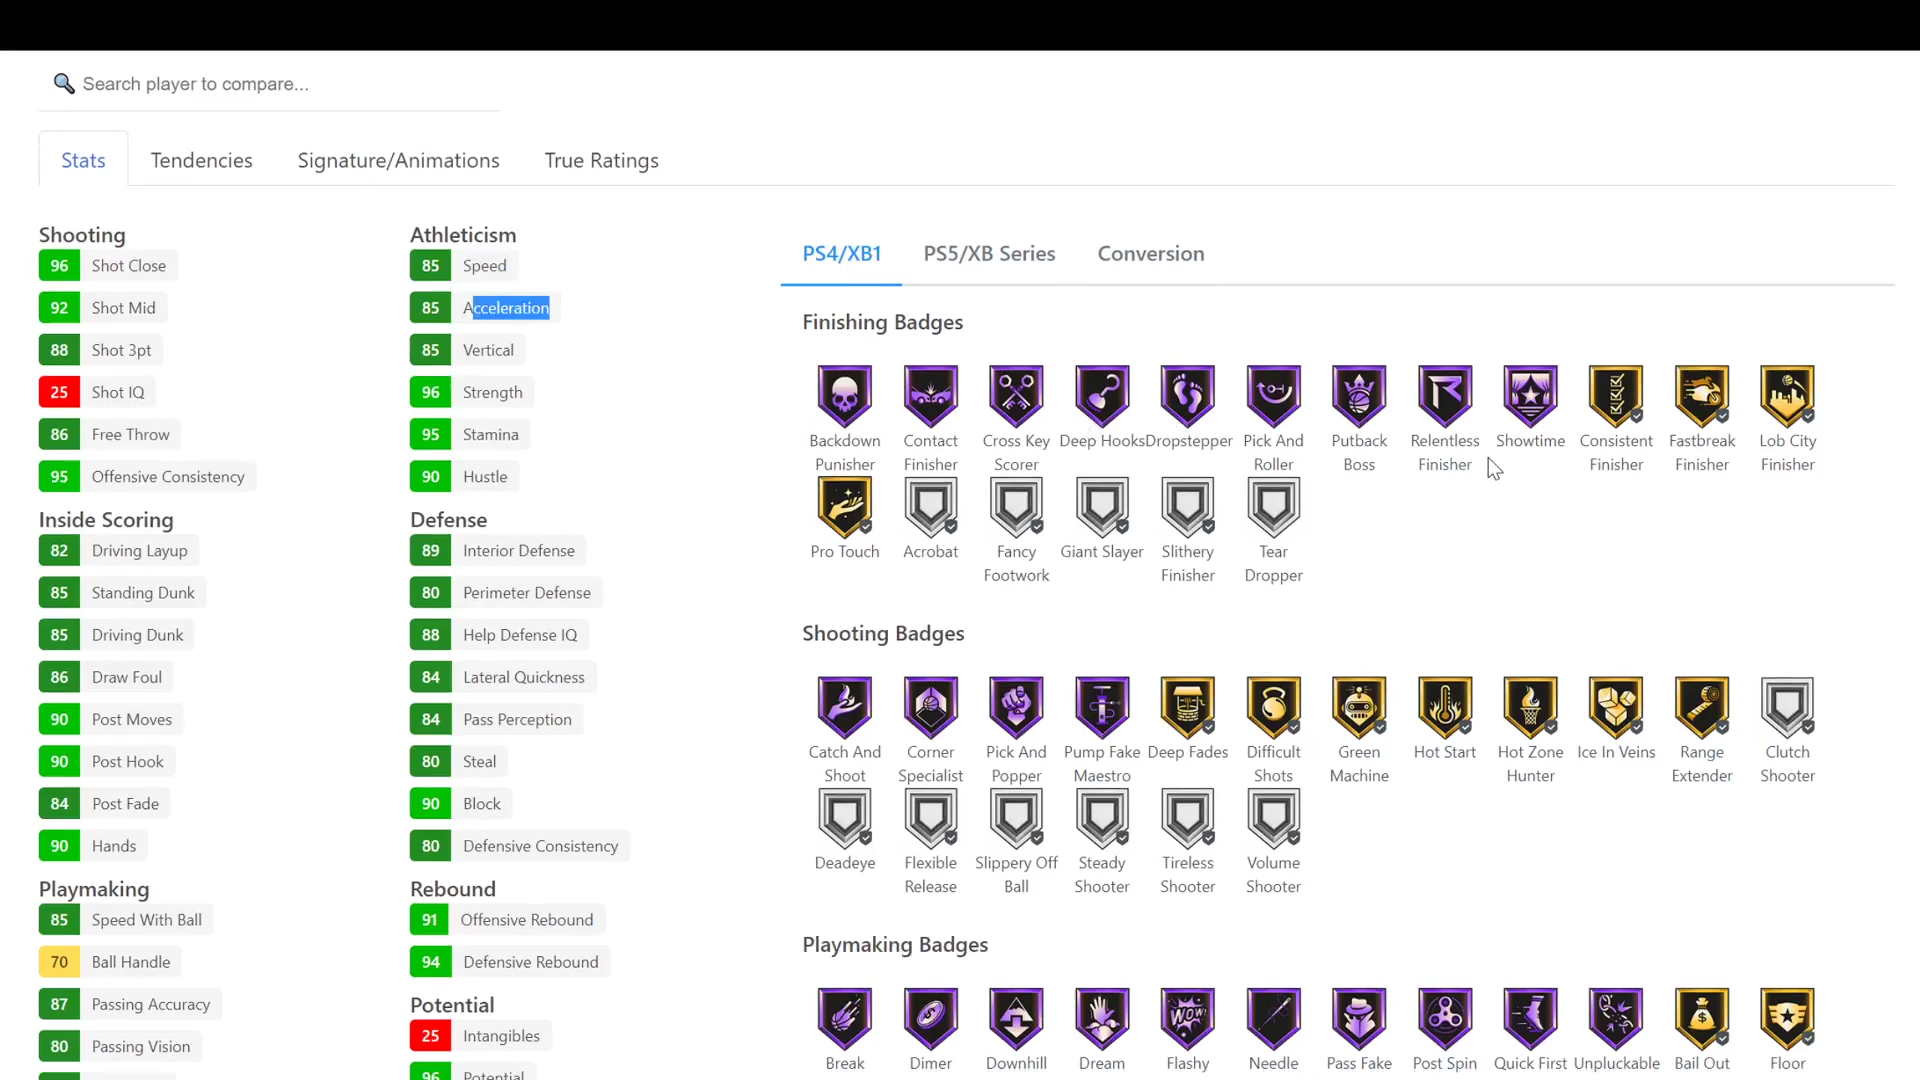 Search player to compare...
Stats Tendencies Signature/Animations True Ratings
Shooting
96 Shot Close
92 Shot Mid
88 Shot 3pt
25 Shot IQ
86 Free Throw
95 Offensive Consistency
Inside Scoring
82 Driving Layup
85 Standing Dunk
85 Driving Dunk
86 Draw Foul
90 Post Moves
90 Post Hook
84 Post Fade
90 Hands
Playmaking
85 Speed With Ball
70 Ball Handle
87 Passing Accuracy
80 Passing Vision
Athleticism
85 Speed
85 Acceleration
85 Vertical
96 Strength
95 Stamina
90 Hustle
Defense
89 Interior Defense
80 Perimeter Defense
88 Help Defense IQ
84 Lateral Quickness
84 Pass Perception
80 Steal
90 Block
80 Defensive Consistency
Rebound
91 Offensive Rebound
94 Defensive Rebound
Potential
25 Intangibles
96 Potential
PS4/XB1 PS5/XB Series Conversion
Finishing Badges
Backdown Contact Cross Key Deep Hooks Dropstepper Pick And Putback Relentless Showtime Consistent Fastbreak Lob City
Punisher Finisher Scorer Roller Boss Finisher Finisher Finisher Finisher
Pro Touch Acrobat Fancy Giant Slayer Slithery Tear
Footwork Finisher Dropper
Shooting Badges
Catch And Corner Pick And Pump Fake Deep Fades Difficult Green Hot Start Hot Zone Ice In Veins Range Clutch
Shoot Specialist Popper Maestro Shots Machine Hunter Extender Shooter
Deadeye Flexible Slippery Off Steady Tireless Volume
Release Ball Shooter Shooter Shooter
Playmaking Badges
WOW!
Break Dimer Downhill Dream Flashy Needle Pass Fake Post Spin Quick First Unpluckable Bail Out Floor